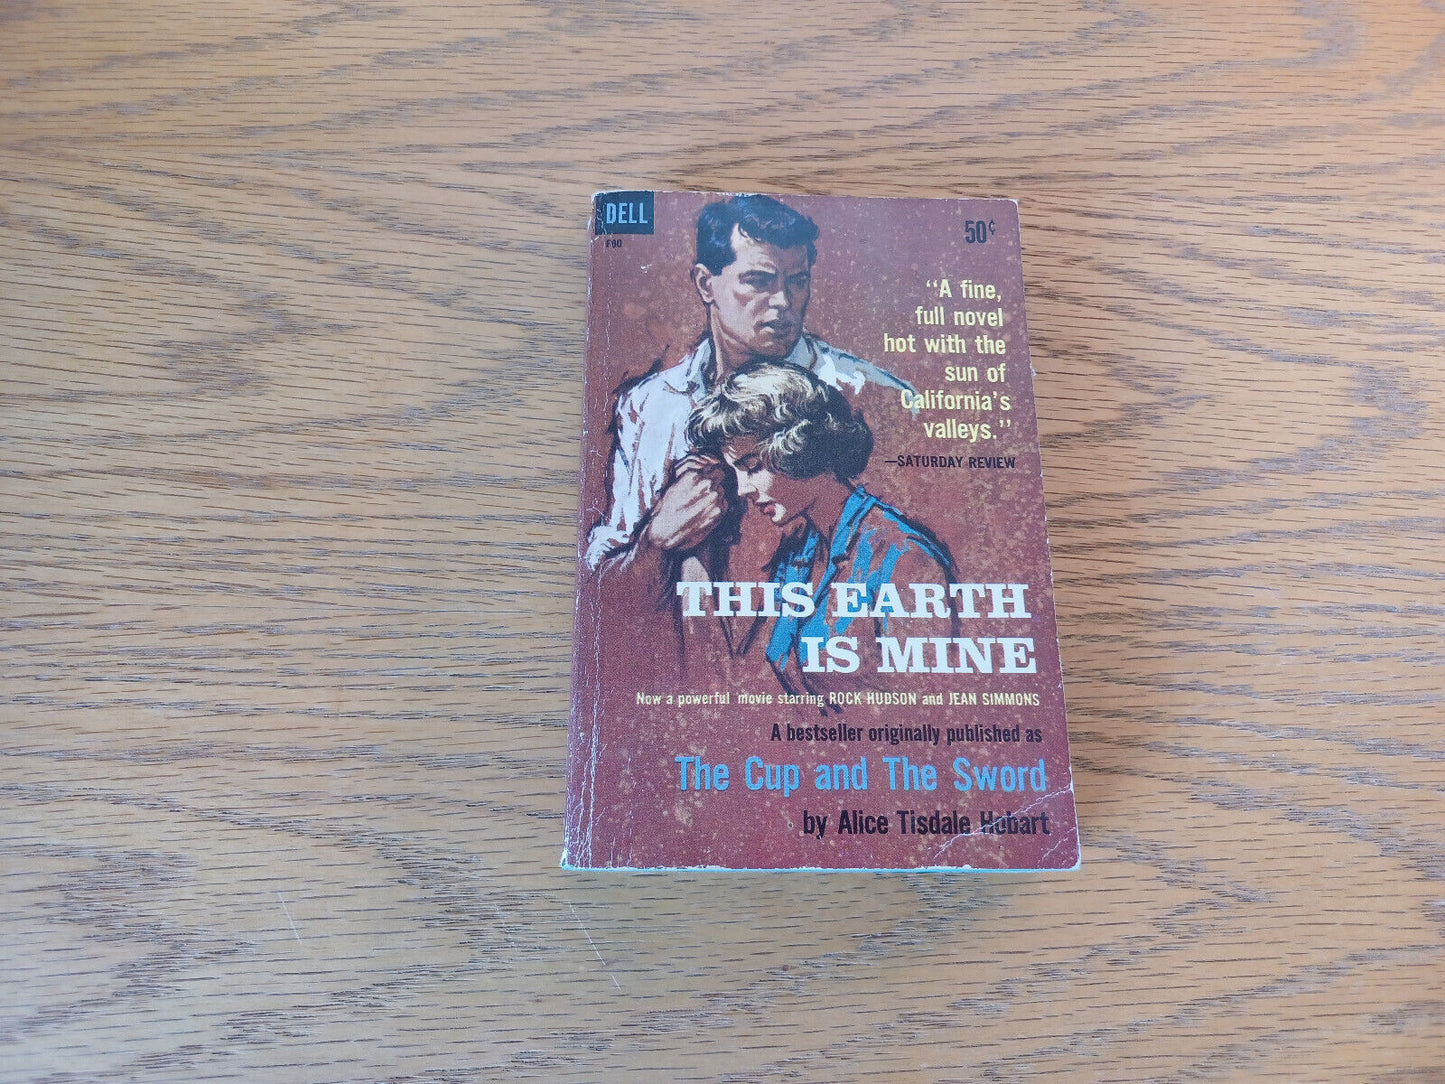 DELL
F80
50¢
"A fine,
full novel
hot with the
sun of
California's
valleys."
—SATURDAY REVIEW
THIS EARTH
IS MINE
Now a powerful movie starring ROCK HUDSON and JEAN SIMMONS
A bestseller originally published as
The Cup and The Sword
by Alice Tisdale Hobart